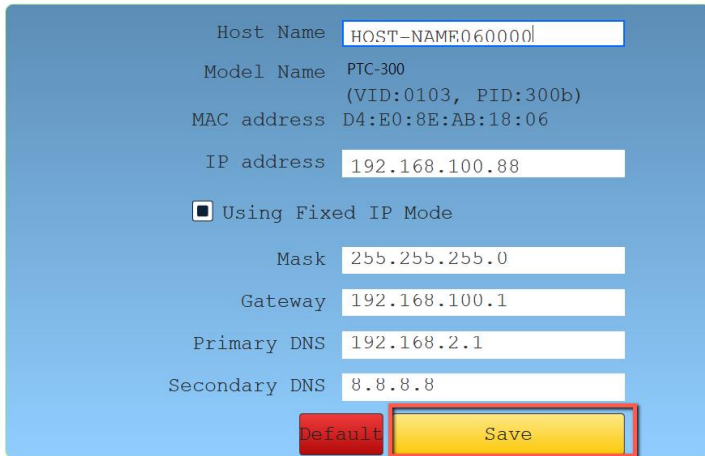 Host Name HOST-NAME060000
Model Name PTC-300
(VID:0103, PID:300b)
MAC address D4:E0:8E:AB:18:06
IP address 192.168.100.88
Using Fixed IP Mode
Mask 255.255.255.0
Gateway 192.168.100.1
Primary DNS 192.168.2.1
Secondary DNS 8.8.8.8
Default Save